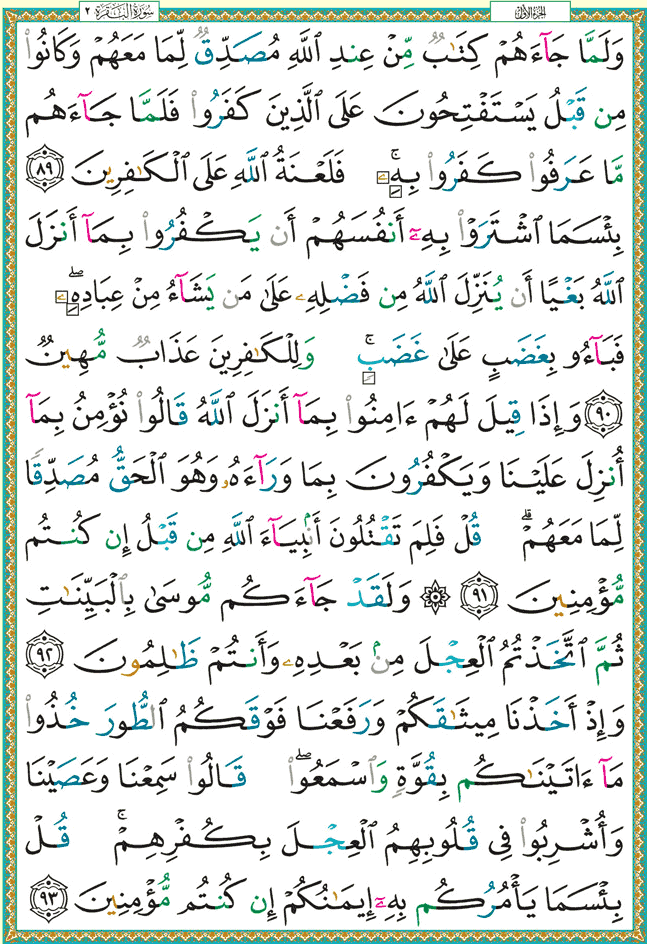 الجزء الأول
سورة البقرة ٢
وَلَمَّا جَآءَهُمْ كِتَٰبٌ مِّنْ عِندِ ٱللَّهِ مُصَدِّقٌ لِّمَا مَعَهُمْ وَكَانُوا۟
مِن قَبْلُ يَسْتَفْتِحُونَ عَلَى ٱلَّذِينَ كَفَرُوا۟ فَلَمَّا جَآءَهُم
مَّا عَرَفُوا۟ كَفَرُوا۟ بِهِۦۚ فَلَعْنَةُ ٱللَّهِ عَلَى ٱلْكَٰفِرِينَ ٨٩
بِئْسَمَا ٱشْتَرَوْا۟ بِهِۦٓ أَنفُسَهُمْ أَن يَكْفُرُوا۟ بِمَآ أَنزَلَ
ٱللَّهُ بَغْيًا أَن يُنَزِّلَ ٱللَّهُ مِن فَضْلِهِۦ عَلَىٰ مَن يَشَآءُ مِنْ عِبَادِهِۦۖ
فَبَآءُو بِغَضَبٍ عَلَىٰ غَضَبٍۚ وَلِلْكَٰفِرِينَ عَذَابٌ مُّهِينٌ
٩٠ وَإِذَا قِيلَ لَهُمْ ءَامِنُوا۟ بِمَآ أَنزَلَ ٱللَّهُ قَالُوا۟ نُؤْمِنُ بِمَآ
أُنزِلَ عَلَيْنَا وَيَكْفُرُونَ بِمَا وَرَآءَهُۥ وَهُوَ ٱلْحَقُّ مُصَدِّقًا
لِّمَا مَعَهُمْۗ قُلْ فَلِمَ تَقْتُلُونَ أَنۢبِيَآءَ ٱللَّهِ مِن قَبْلُ إِن كُنتُم
مُّؤْمِنِينَ ٩١ ۞ وَلَقَدْ جَآءَكُم مُّوسَىٰ بِٱلْبَيِّنَٰتِ
ثُمَّ ٱتَّخَذْتُمُ ٱلْعِجْلَ مِنۢ بَعْدِهِۦ وَأَنتُمْ ظَٰلِمُونَ ٩٢
وَإِذْ أَخَذْنَا مِيثَٰقَكُمْ وَرَفَعْنَا فَوْقَكُمُ ٱلطُّورَ خُذُوا۟
مَآ ءَاتَيْنَٰكُم بِقُوَّةٍ وَٱسْمَعُوا۟ۖ قَالُوا۟ سَمِعْنَا وَعَصَيْنَا
وَأُشْرِبُوا۟ فِى قُلُوبِهِمُ ٱلْعِجْلَ بِكُفْرِهِمْۚ قُلْ
بِئْسَمَا يَأْمُرُكُم بِهِۦٓ إِيمَٰنُكُمْ إِن كُنتُم مُّؤْمِنِينَ ٩٣